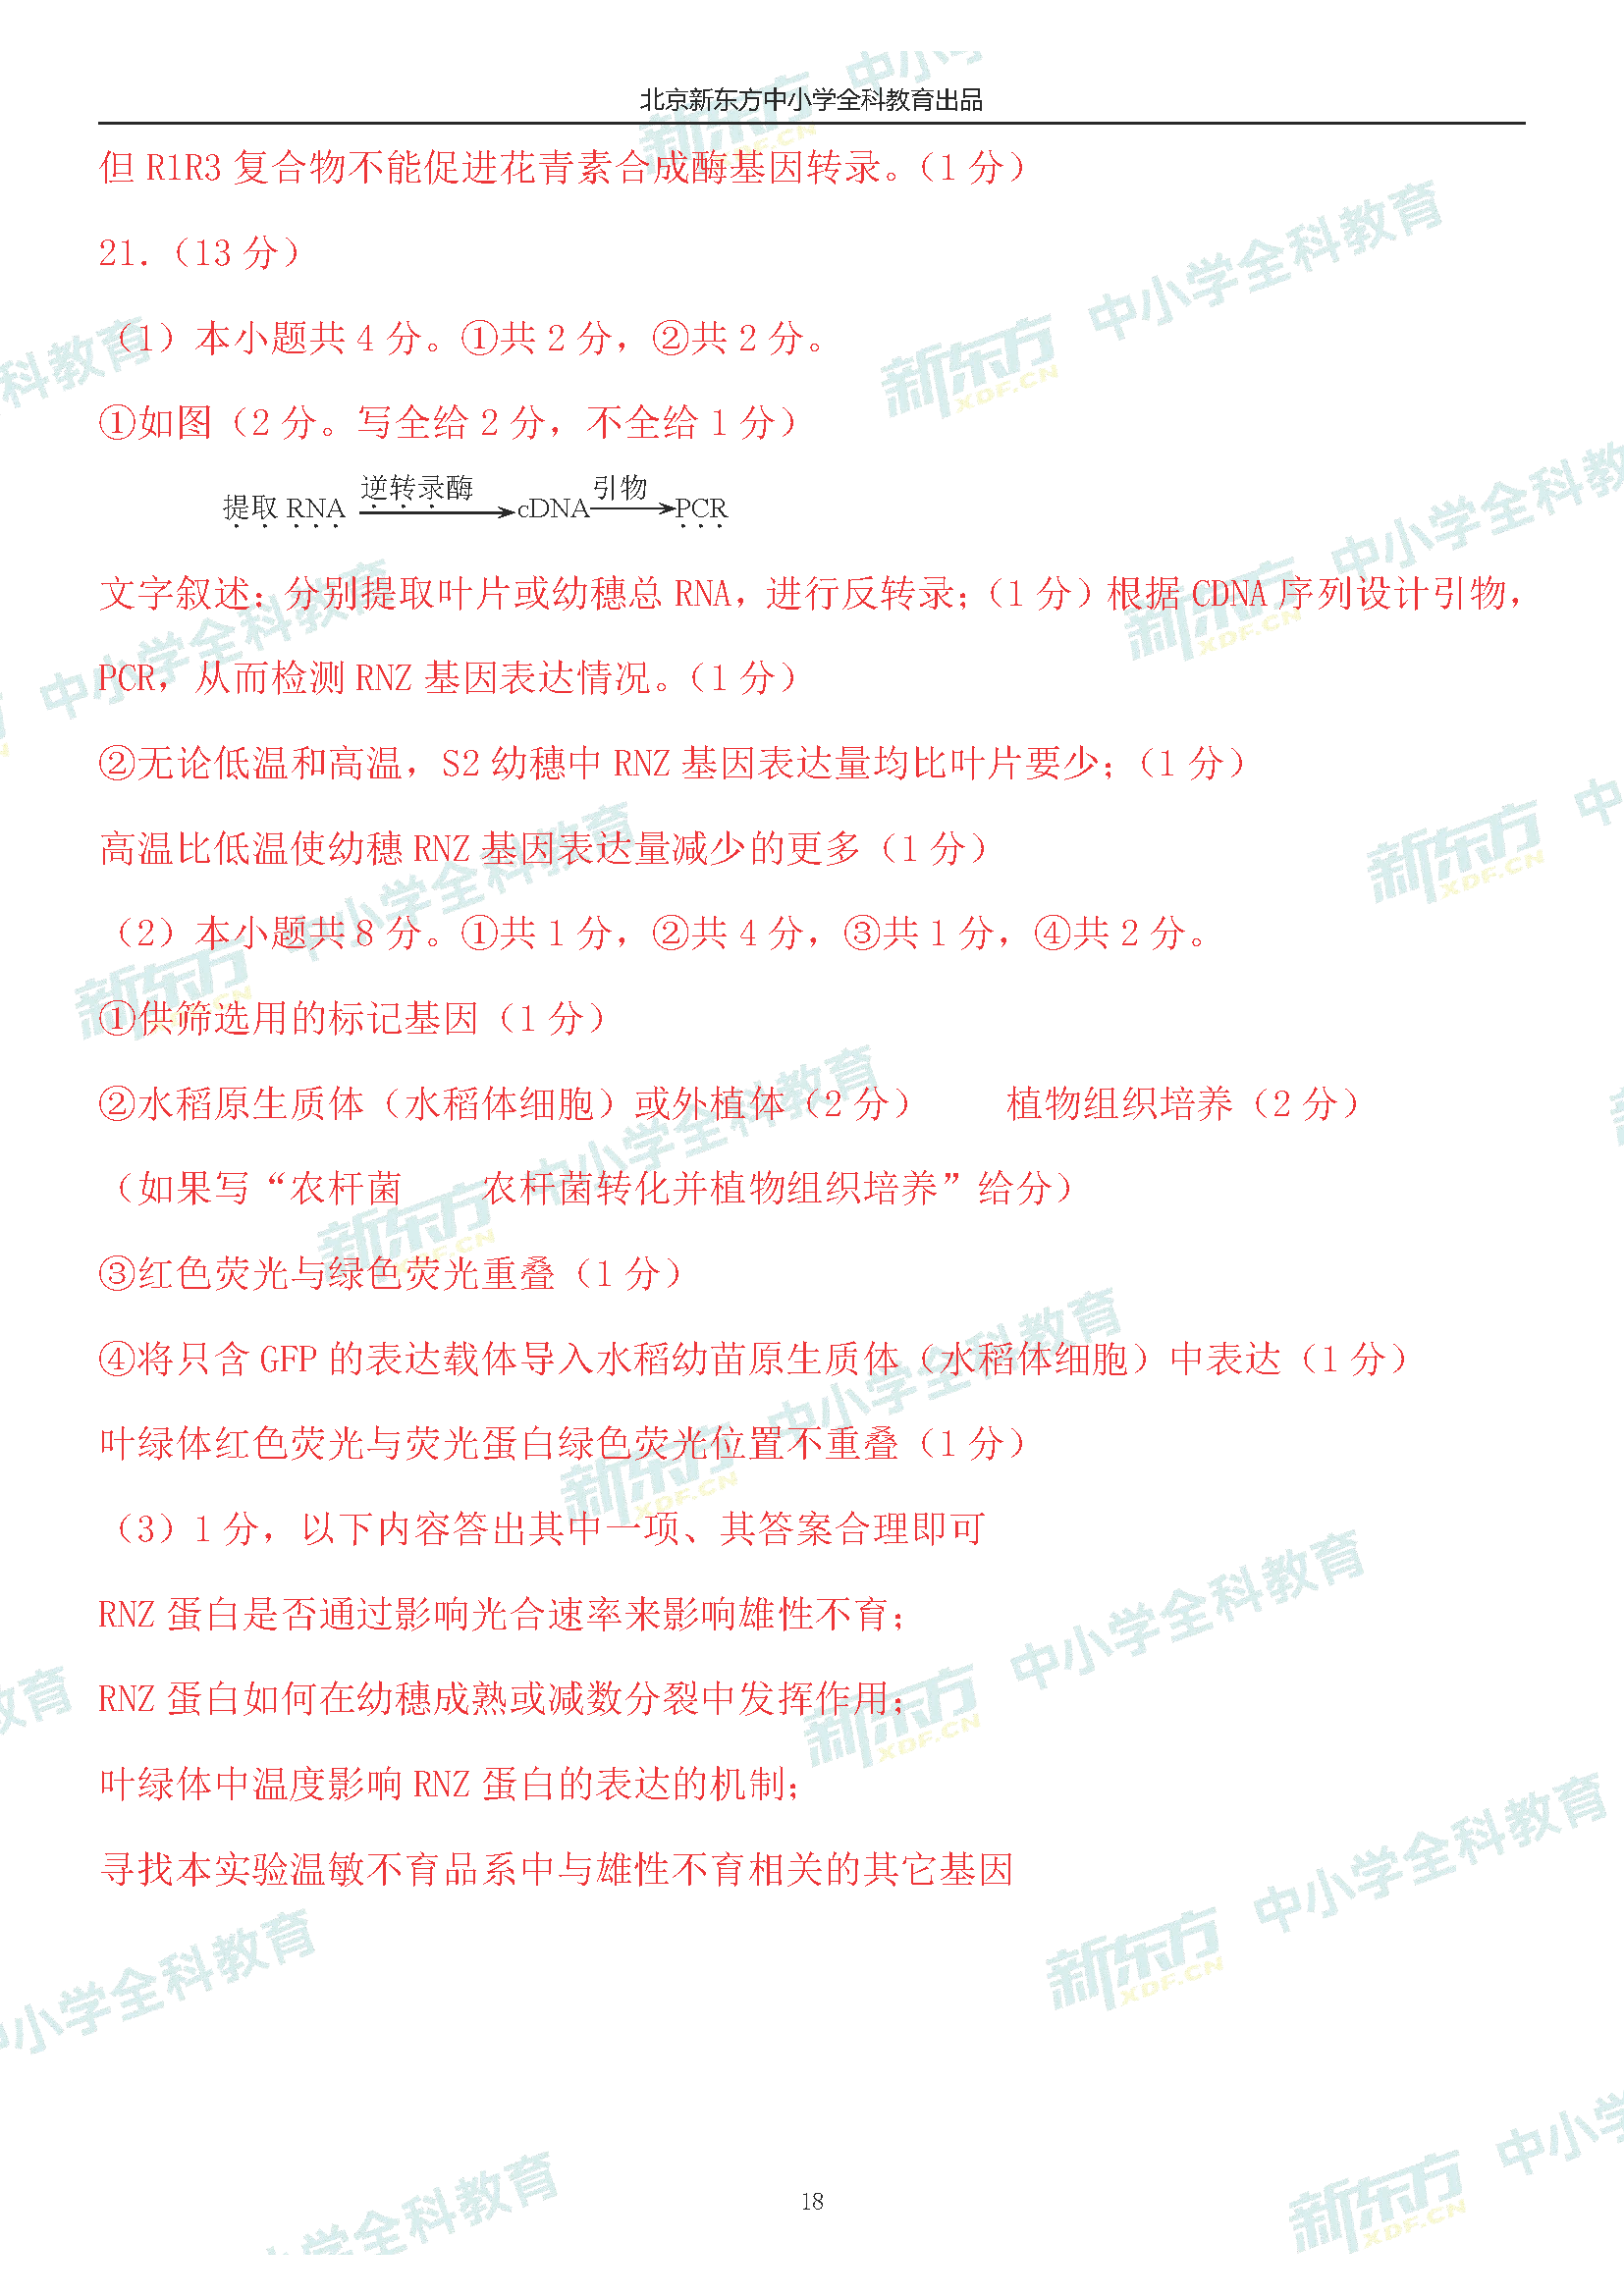 北京新东方中小学全科教育出品
但 R1R3 复合物不能促进花青素合成酶基因转录。（1 分）
21.（13 分）
（1）本小题共 4 分。①共 2 分，②共 2 分。
①如图（2 分。写全给 2 分，不全给 1 分）
提取 RNA 逆转录酶 cDNA 引物 PCR
文字叙述：分别提取叶片或幼穗总 RNA，进行反转录；（1 分）根据 CDNA 序列设计引物，
PCR，从而检测 RNZ 基因表达情况。（1 分）
②无论低温和高温，S2 幼穗中 RNZ 基因表达量均比叶片要少；（1 分）
高温比低温使幼穗 RNZ 基因表达量减少的更多（1 分）
（2）本小题共 8 分。①共 1 分，②共 4 分，③共 1 分，④共 2 分。
①供筛选用的标记基因（1 分）
②水稻原生质体（水稻体细胞）或外植体（2 分） 植物组织培养（2 分）
（如果写“农杆菌 农杆菌转化并植物组织培养”给分）
③红色荧光与绿色荧光重叠（1 分）
④将只含 GFP 的表达载体导入水稻幼苗原生质体（水稻体细胞）中表达（1 分）
叶绿体红色荧光与荧光蛋白绿色荧光位置不重叠（1 分）
（3）1 分，以下内容答出其中一项、其答案合理即可
RNZ 蛋白是否通过影响光合速率来影响雄性不育；
RNZ 蛋白如何在幼穗成熟或减数分裂中发挥作用；
叶绿体中温度影响 RNZ 蛋白的表达的机制；
寻找本实验温敏不育品系中与雄性不育相关的其它基因
18